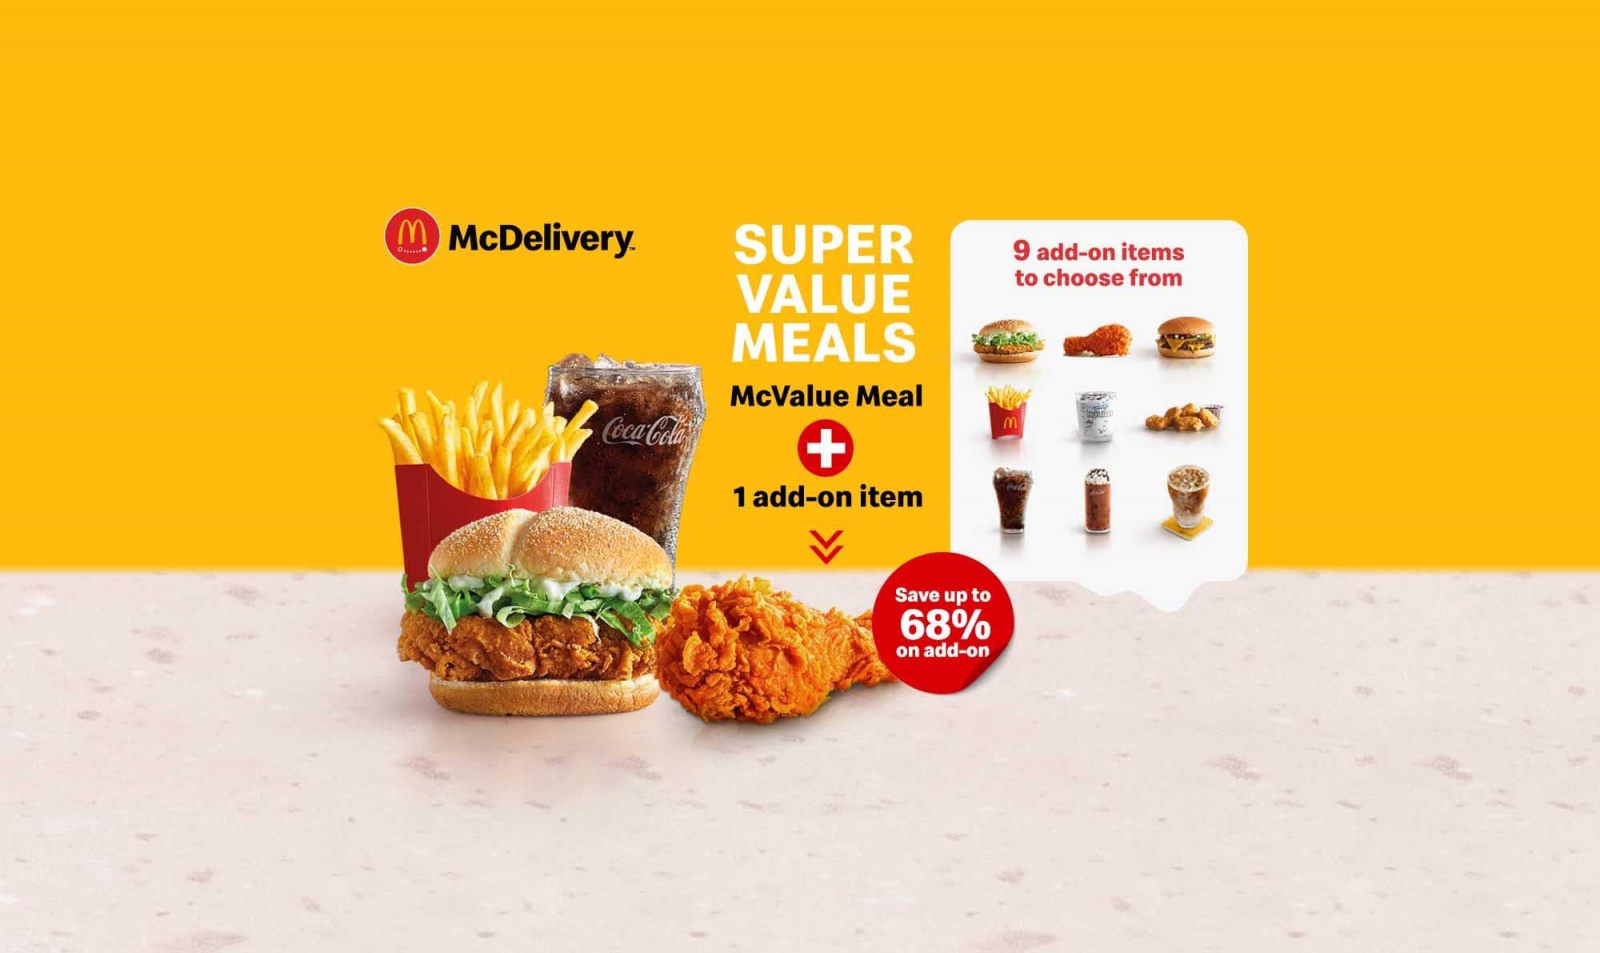 McDelivery
SUPER
VALUE
MEALS
McValue Meal
+
1 add-on item
9 add-on items
to choose from
Save up to
68%
on add-on
Coca-Cola